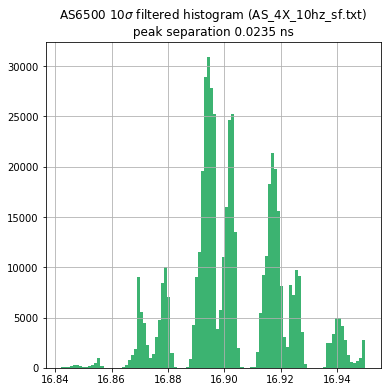 AS6500 10σ filtered histogram (AS_4X_10hz_sf.txt)
peak separation 0.0235 ns
30000
25000
20000
15000
10000
5000
0
16.84 16.86 16.88 16.90 16.92 16.94